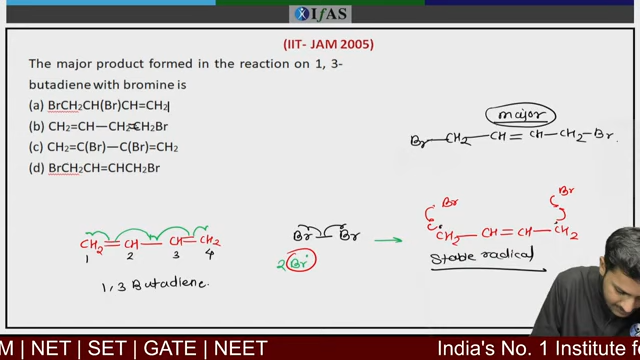 IfAS
(IIT- JAM 2005)
The major product formed in the reaction on 1, 3-
butadiene with bromine is
(a) BrCH2CH(Br)CH=CH2
(b) CH2=CH—CH2=CH2Br
(c) CH2=C(Br)—C(Br)=CH2
(d) BrCH2CH=CHCH2Br
major
Br—CH2—CH=CH—CH2—Br.
Br Br
CH2=CH—CH=CH2
1 2 3 4
Br—Br
CH2—CH=CH—CH2
2 Br
Stable radical
1,3 Butadiene.
M | NET | SET | GATE | NEET
India's No. 1 Institute fo